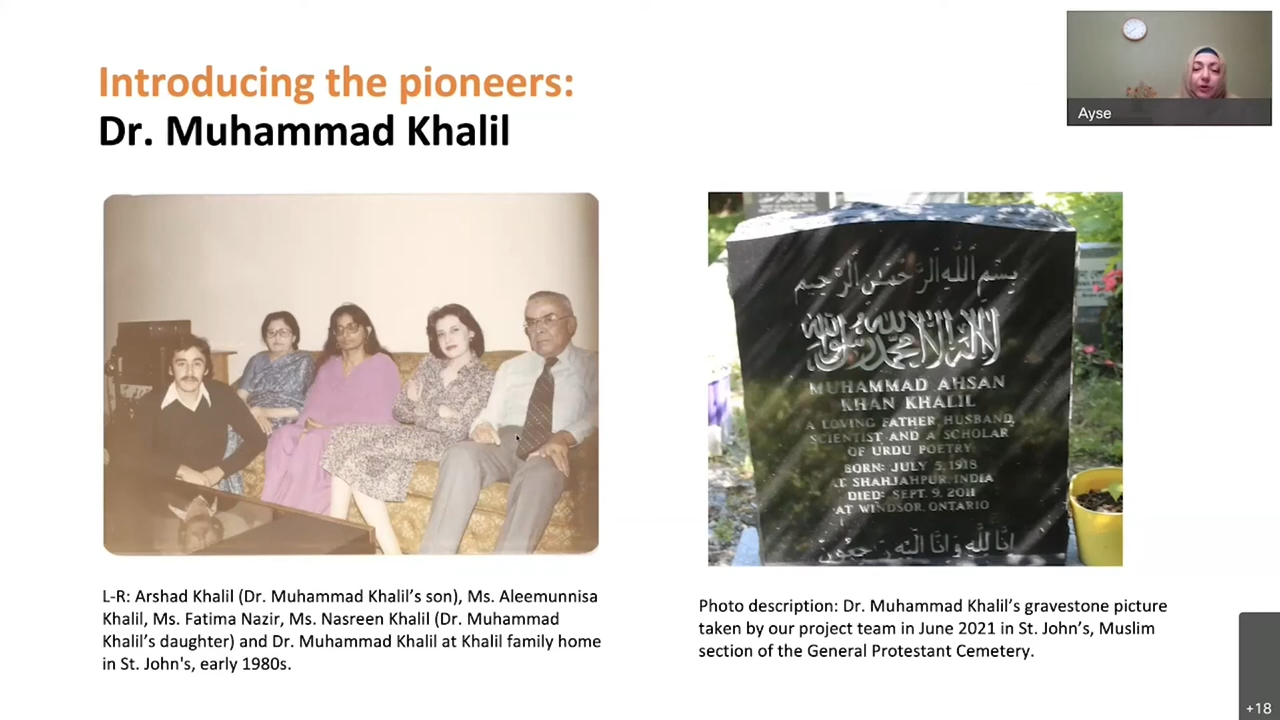 Introducing the pioneers:
Dr. Muhammad Khalil
Ayse
بِسْمِ اللَّهِ الرَّحْمَٰنِ الرَّحِيمِ
لا اله الا الله محمد رسول الله
MUHAMMAD AHSAN
KHAN KHALIL
A LOVING FATHER, HUSBAND,
SCIENTIST AND A SCHOLAR
OF URDU POETRY
BORN: JULY 5, 1918
AT SHAHJAHPUR, INDIA
DIED: SEPT. 9, 2011
AT WINDSOR, ONTARIO
انا لله وانا اليه راجعون
L-R: Arshad Khalil (Dr. Muhammad Khalil’s son), Ms. Aleemunnisa
Khalil, Ms. Fatima Nazir, Ms. Nasreen Khalil (Dr. Muhammad
Khalil’s daughter) and Dr. Muhammad Khalil at Khalil family home
in St. John's, early 1980s.
Photo description: Dr. Muhammad Khalil’s gravestone picture
taken by our project team in June 2021 in St. John’s, Muslim
section of the General Protestant Cemetery.
+18